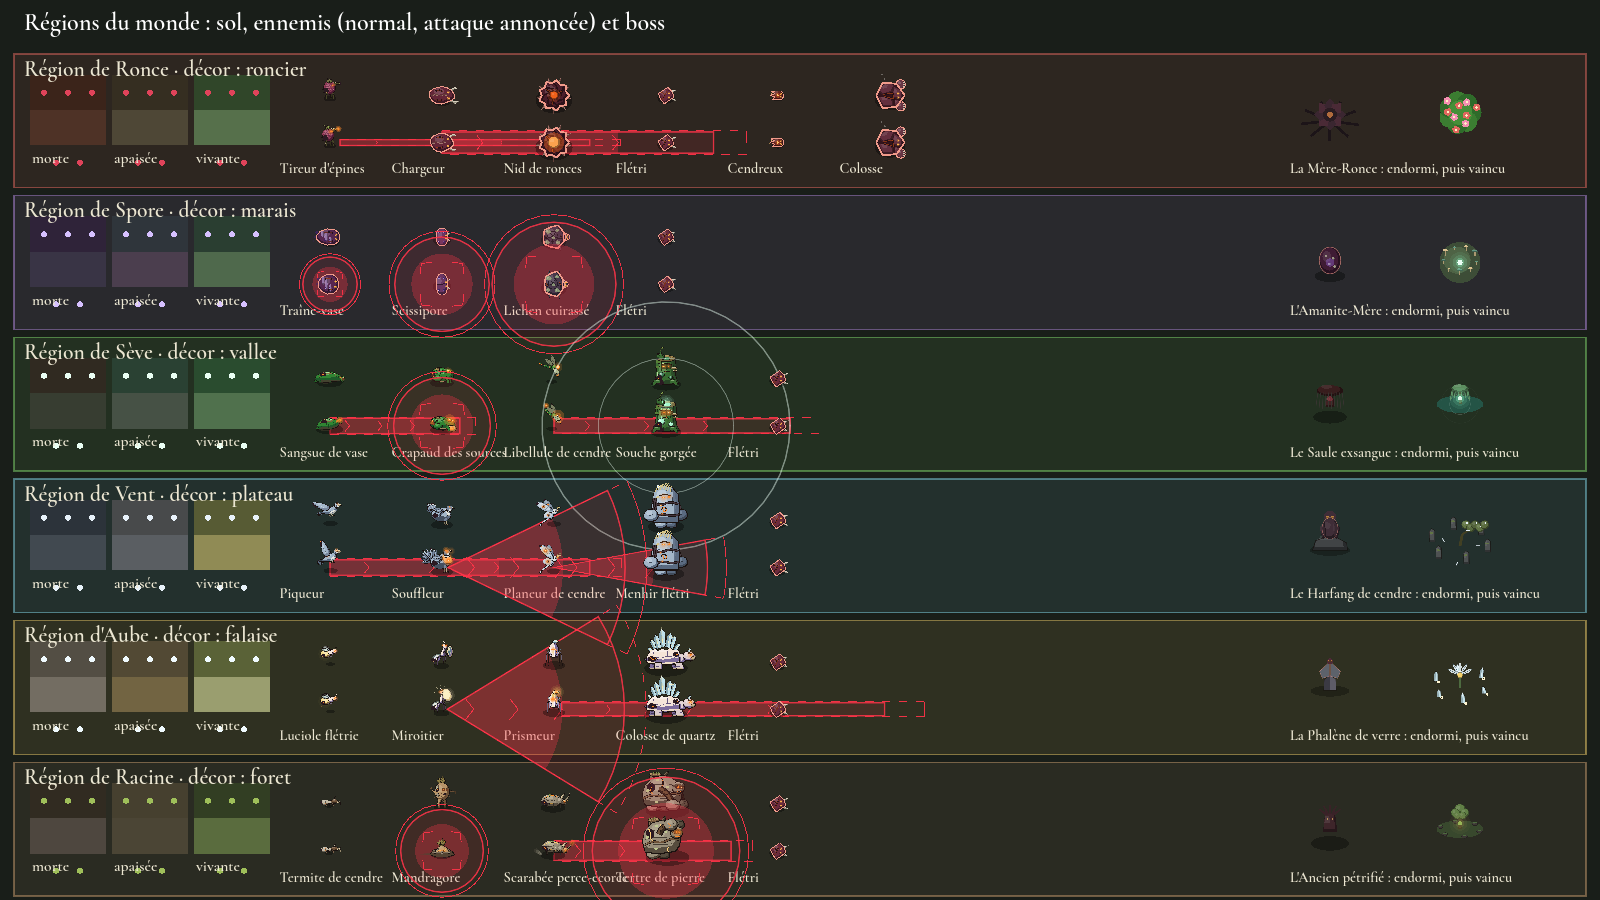 Régions du monde : sol, ennemis (normal, attaque annoncée) et boss
Région de Ronce · décor : roncier
morte apaisée vivante
Tireur d'épines Chargeur Nid de ronces Flétri Cendreux Colosse
La Mère-Ronce : endormi, puis vaincu
Région de Spore · décor : marais
morte apaisée vivante
Traîne-vase Scissipore Lichen cuirassé Flétri
L'Amanite-Mère : endormi, puis vaincu
Région de Sève · décor : vallee
morte apaisée vivante
Sangsue de vase Crapaud des sources Libellule de cendre Souche gorgée Flétri
Le Saule exsangue : endormi, puis vaincu
Région de Vent · décor : plateau
morte apaisée vivante
Piqueur Souffleur Planeur de cendre Menhir flétri Flétri
Le Harfang de cendre : endormi, puis vaincu
Région d'Aube · décor : falaise
morte apaisée vivante
Luciole flétrie Miroitier Prismeur Colosse de quartz Flétri
La Phalène de verre : endormi, puis vaincu
Région de Racine · décor : foret
morte apaisée vivante
Termite de cendre Mandragore Scarabée perce-écorce Tertre de pierre Flétri
L'Ancien pétrifié : endormi, puis vaincu